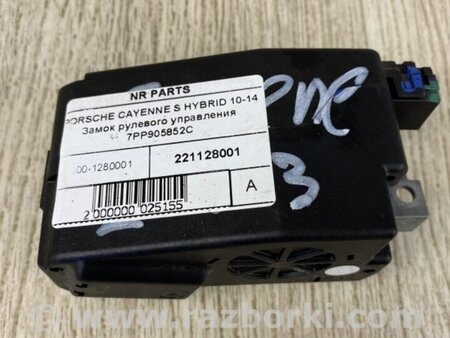 NR PARTS
PORSCHE CAYENNE S HYBRID 10-14
Замок рулевого управления
7PP905852C
00-1280001
221128001
2 000000 025155
A
www.razborki.com